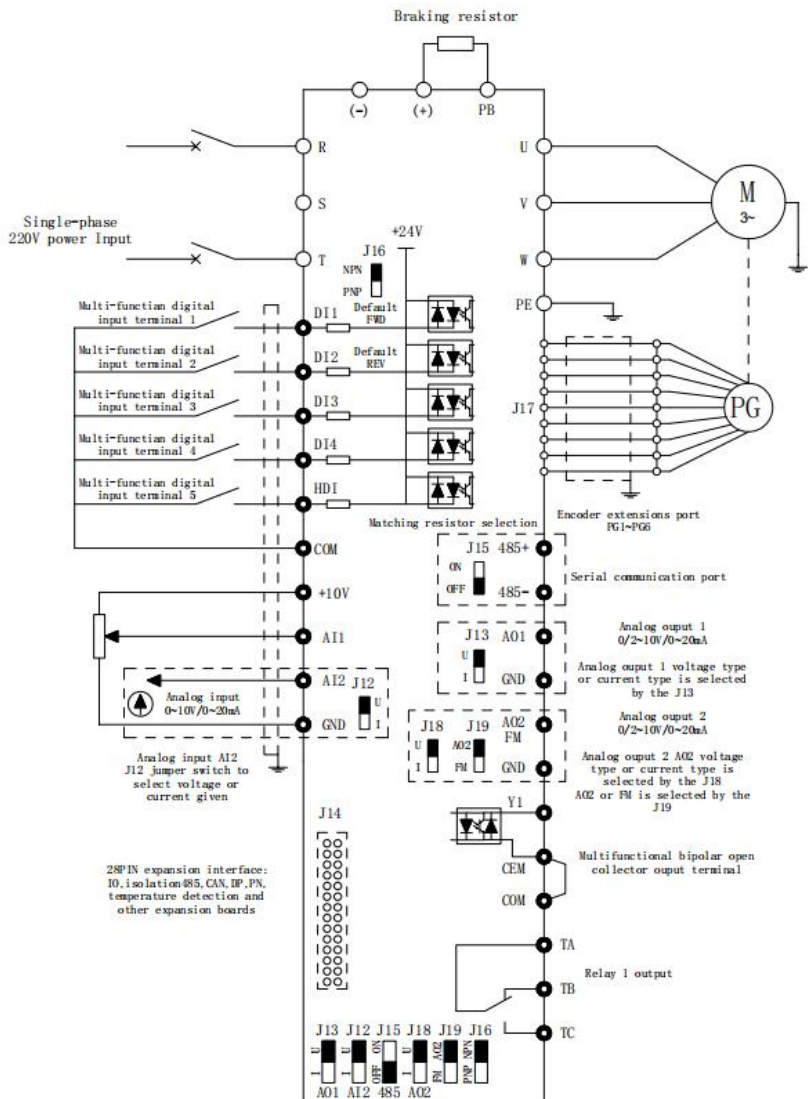 Braking resistor
(-)
(+)
PB
R
U
S
V
M
3~
Single-phase
220V power Input
+24V
T
J16
W
NPN
PNP
PE
Multi-functian digital
input terminal 1
DI1
Default
FWD
Multi-functian digital
input terminal 2
DI2
Default
REV
Multi-functian digital
input terminal 3
DI3
J17
PG
Multi-functian digital
input terminal 4
DI4
Multi-functian digital
input terminal 5
HDI
Encoder extensions port
PG1~PG6
Matching resistor selection
COM
J15
485+
ON
OFF
485-
Serial communication port
+10V
AI1
J13
AO1
U
I
GND
Analog ouput 1
0/2~10V/0~20mA
Analog ouput 1 voltage type
or current type is selected
by the J13
AI2
J12
U
I
Analog input
0~10V/0~20mA
GND
J18
J19
AO2
FM
U
I
AO2
FM
GND
Analog ouput 2
0/2~10V/0~20mA
Analog ouput 2 AO2 voltage
type or current type is
selected by the J18
AO2 or FM is selected by the
J19
Analog input AI2
J12 jumper switch to
select voltage or
current given
J14
Y1
28PIN expansion interface:
IO,isolation485,CAN,DP,PN,
temperature detection and
other expansion boards
CEM
COM
Multifunctional bipolar open
collector ouput terminal
TA
TB
TC
Relay 1 output
J13 J12 J15 J18 J19 J16
I U
I U
OFF ON
I U
FM AO2
PNP NPN
AO1 AI2 485 AO2